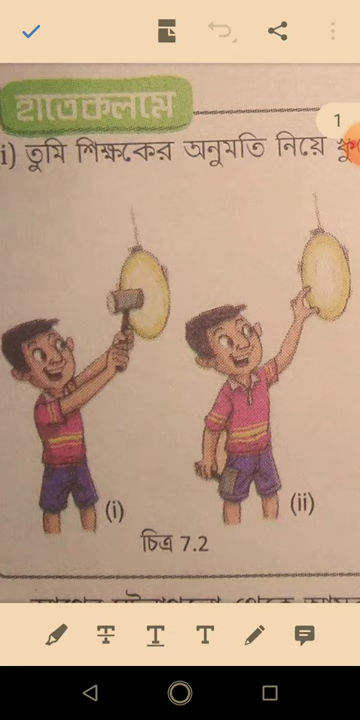 হাতেকলমে
1
i) তুমি শিক্ষকের অনুমতি নিয়ে
(i)
(ii)
চিত্র 7.2